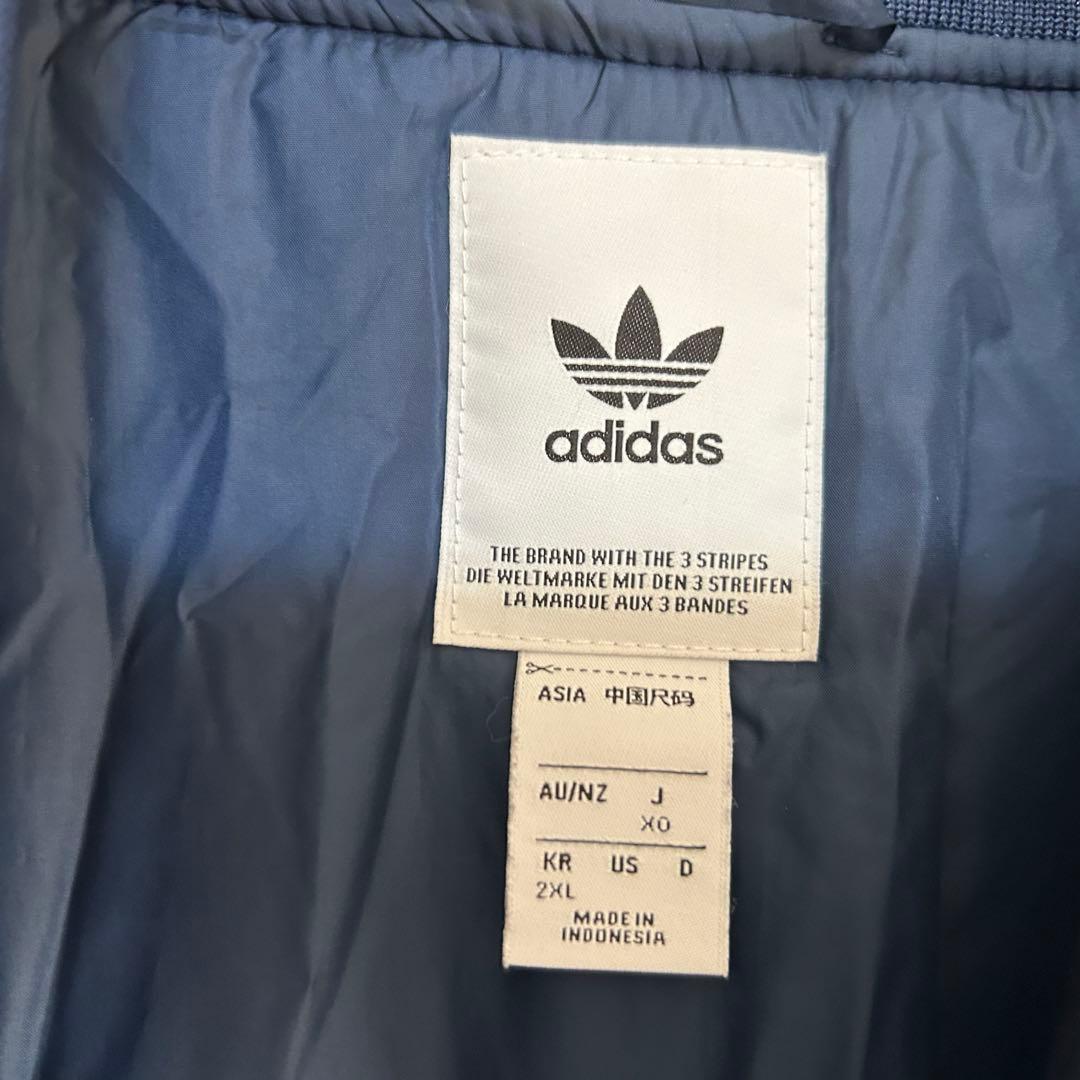 adidas
THE BRAND WITH THE 3 STRIPES
DIE WELTMARKE MIT DEN 3 STREIFEN
LA MARQUE AUX 3 BANDES
ASIA 中国尺码
AU/NZ J
XO
KR US D
2XL
MADE IN
INDONESIA